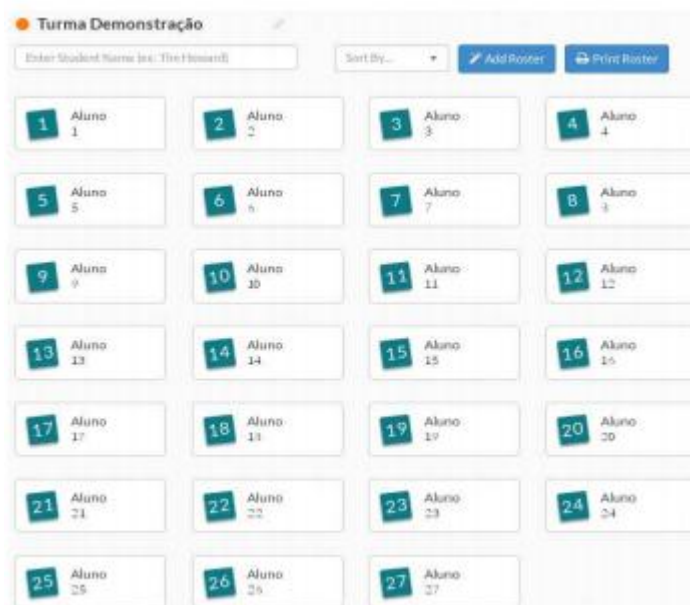 Turma Demonstração
Enter Student Name (ex: Howard)
Sort By...
Add Roster
Print Roster
1
Aluno
1
2
Aluno
2
3
Aluno
3
4
Aluno
4
5
Aluno
5
6
Aluno
6
7
Aluno
7
8
Aluno
8
9
Aluno
9
10
Aluno
10
11
Aluno
11
12
Aluno
12
13
Aluno
13
14
Aluno
14
15
Aluno
15
16
Aluno
16
17
Aluno
17
18
Aluno
18
19
Aluno
19
20
Aluno
20
21
Aluno
21
22
Aluno
22
23
Aluno
23
24
Aluno
24
25
Aluno
25
26
Aluno
26
27
Aluno
27